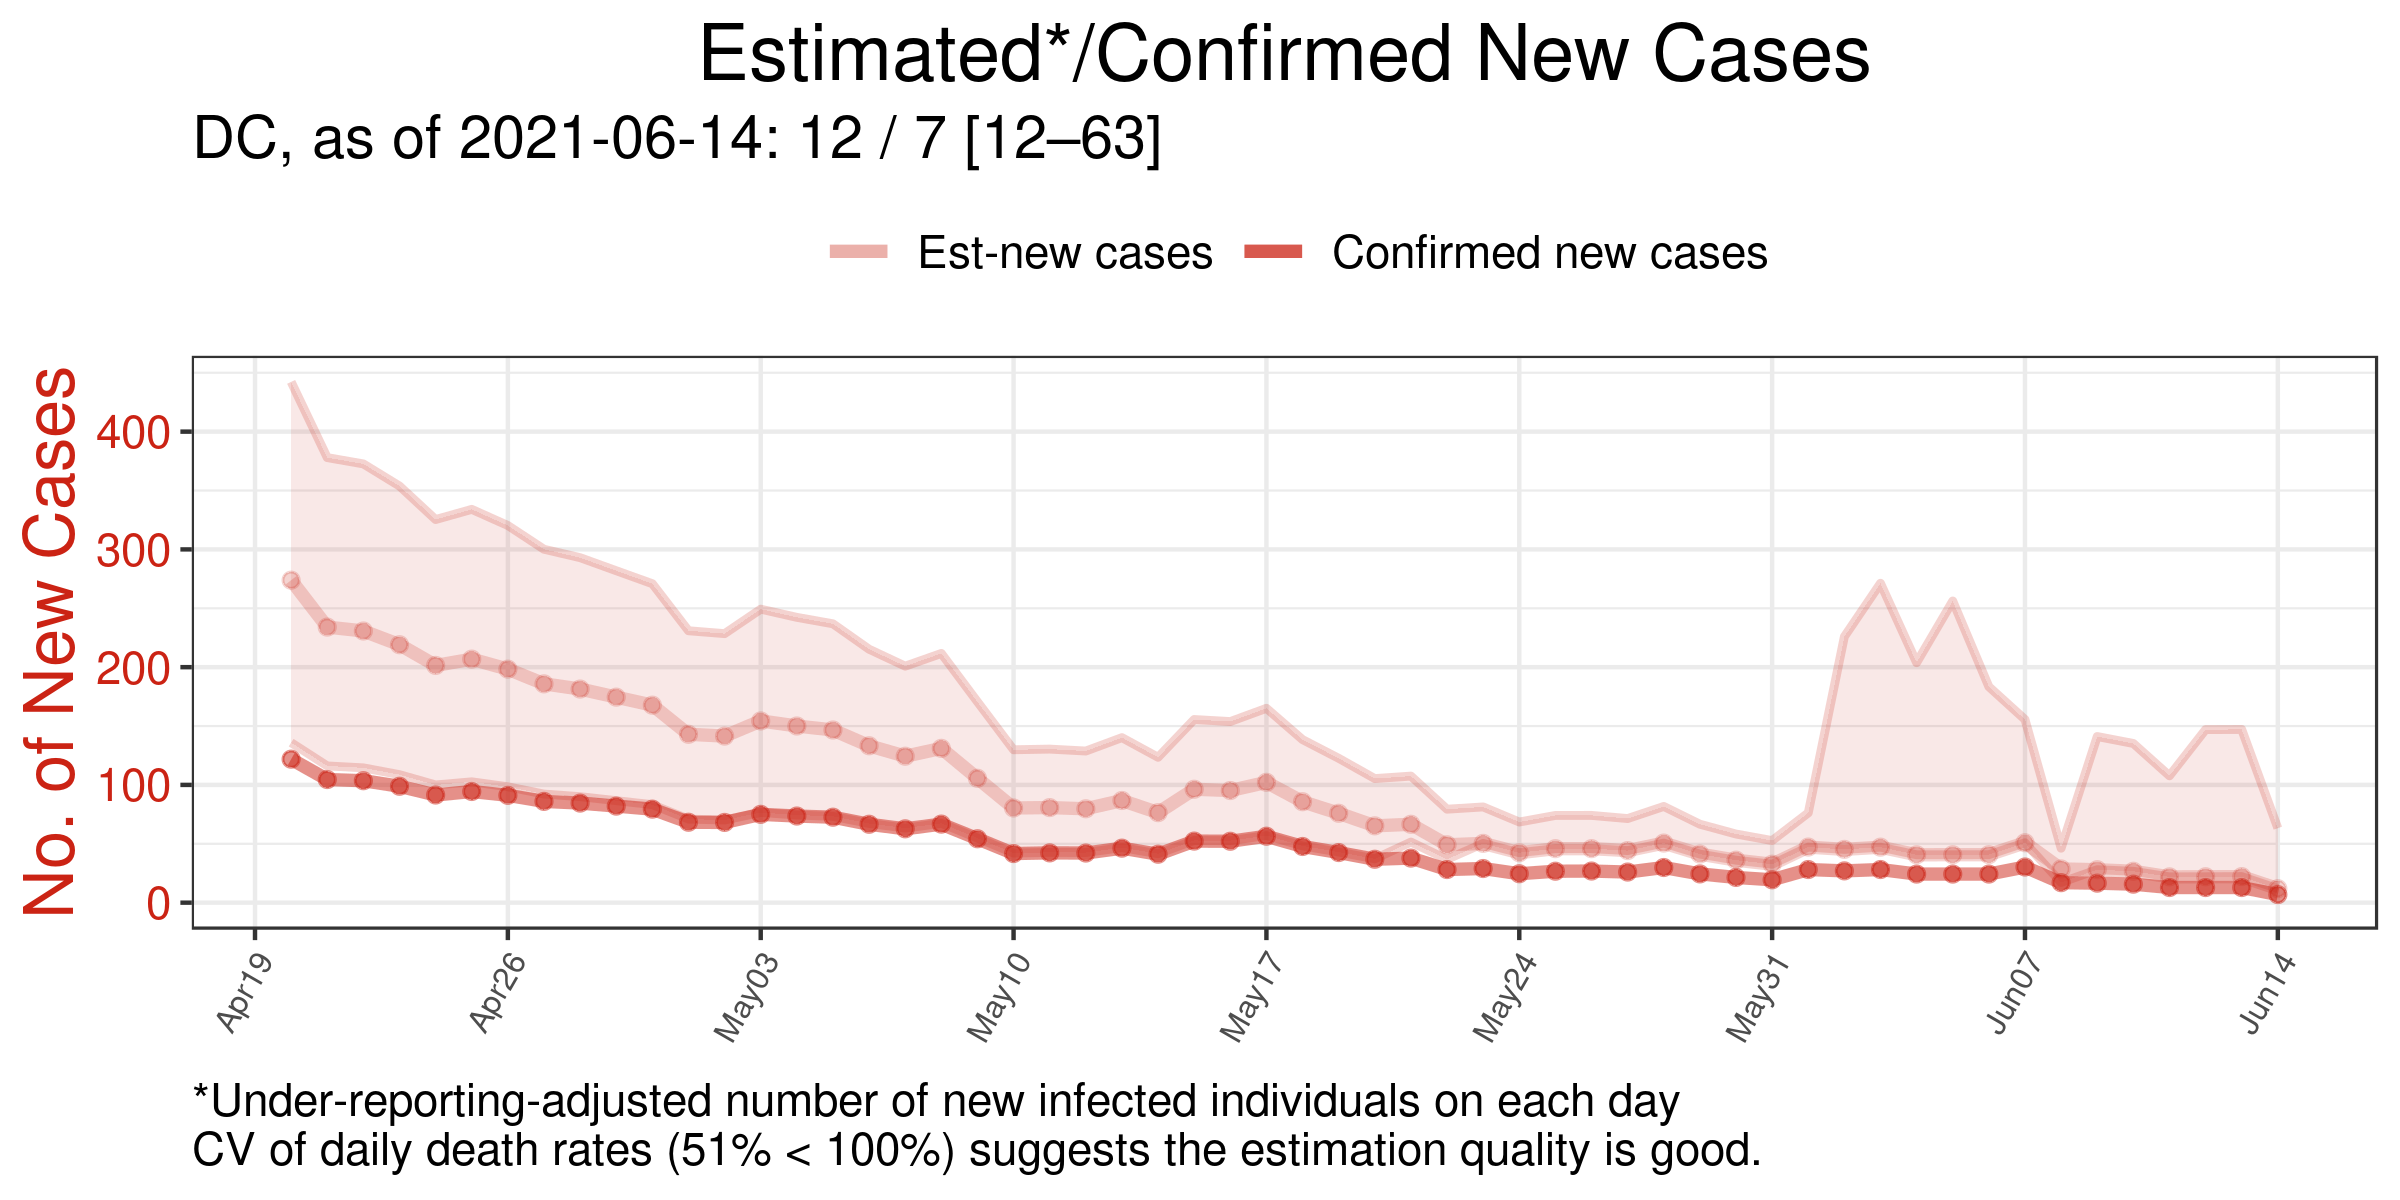 Estimated*/Confirmed New Cases
DC, as of 2021-06-14: 12 / 7 [12–63]
Est-new cases
Confirmed new cases
No. of New Cases
400
300
200
100
0
Apr19
Apr26
May03
May10
May17
May24
May31
Jun07
Jun14
*Under-reporting-adjusted number of new infected individuals on each day
CV of daily death rates (51% < 100%) suggests the estimation quality is good.